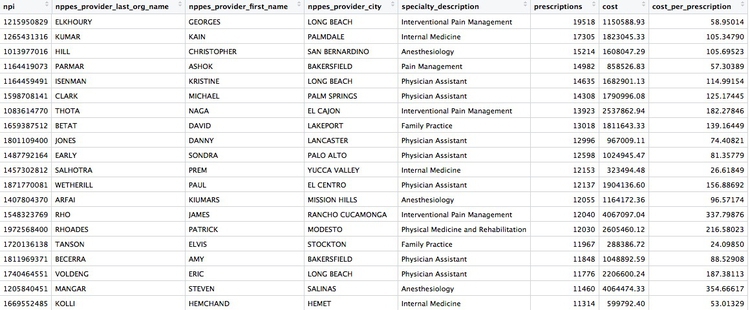 npi nppes_provider_last_org_name nppes_provider_first_name nppes_provider_city specialty_description prescriptions cost cost_per_prescription
1215950829 ELKHOURY GEORGES LONG BEACH Interventional Pain Management 19518 1150588.93 58.95014
1265431316 KUMAR KAIN PALMDALE Internal Medicine 17305 1823045.33 105.34790
1013977016 HILL CHRISTOPHER SAN BERNARDINO Anesthesiology 15214 1608047.29 105.69523
1164419073 PARMAR ASHOK BAKERSFIELD Pain Management 14982 858526.83 57.30389
1164459491 ISENMAN KRISTINE LONG BEACH Physician Assistant 14635 1682901.13 114.99154
1598708141 CLARK MICHAEL PALM SPRINGS Physician Assistant 14308 1790996.08 125.17445
1083614770 THOTA NAGA EL CAJON Interventional Pain Management 13923 2537862.94 182.27846
1659387512 BETAT DAVID LAKEPORT Family Practice 13018 1811643.33 139.16449
1801109400 JONES DANNY LANCASTER Physician Assistant 12996 967009.11 74.40821
1487792164 EARLY SONDRA PALO ALTO Physician Assistant 12598 1024945.47 81.35779
1457302812 SALHOTRA PREM YUCCA VALLEY Internal Medicine 12153 323494.48 26.61849
1871770081 WETHERILL PAUL EL CENTRO Physician Assistant 12137 1904136.60 156.88692
1407804370 ARFAI KIUMARS MISSION HILLS Anesthesiology 12055 1164172.36 96.57174
1548323769 RHO JAMES RANCHO CUCAMONGA Interventional Pain Management 12040 4067097.04 337.79876
1972568400 RHOADES PATRICK MODESTO Physical Medicine and Rehabilitation 12030 2605460.12 216.58023
1720136138 TANSON ELVIS STOCKTON Family Practice 11967 288386.72 24.09850
1811969371 BECERRA AMY BAKERSFIELD Physician Assistant 11848 1048892.59 88.52908
1740464551 VOLDENG ERIC LONG BEACH Physician Assistant 11776 2206600.24 187.38113
1205840451 MANGAR STEVEN SALINAS Anesthesiology 11460 4064474.33 354.66617
1669552485 KOLLI HEMCHAND HEMET Internal Medicine 11314 599792.40 53.01329